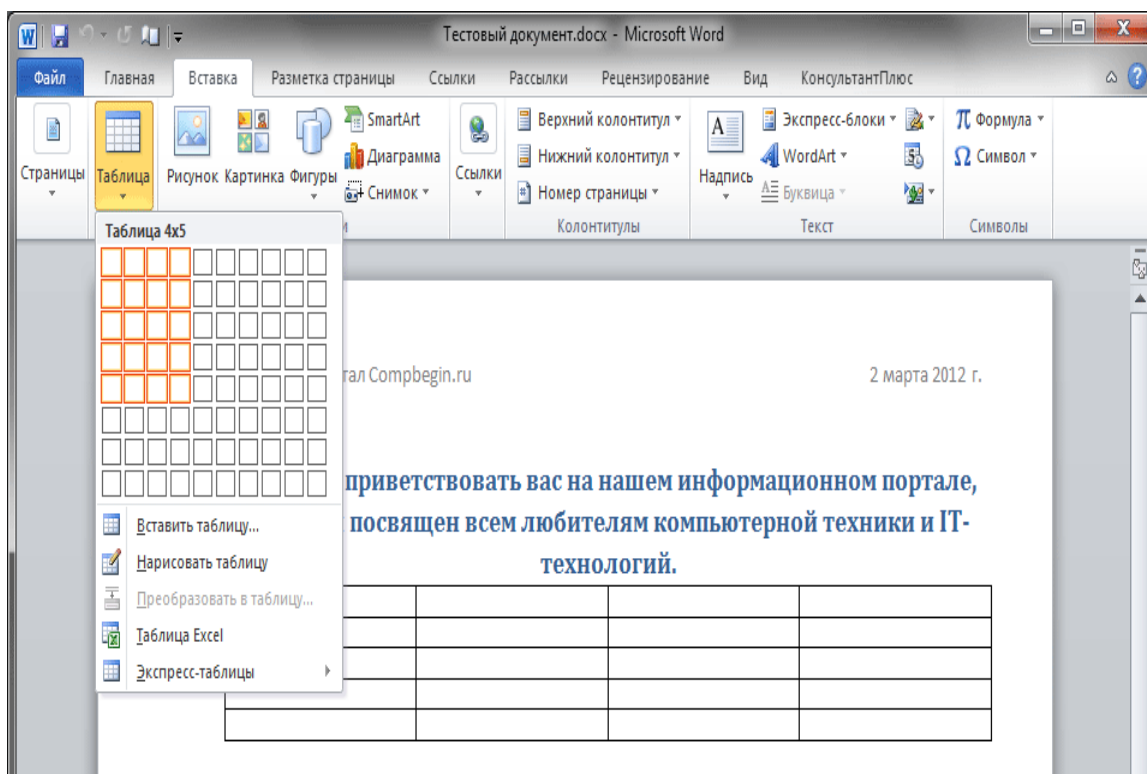 Тестовый документ.docx - Microsoft Word
Файл Главная Вставка Разметка страницы Ссылки Рассылки Рецензирование Вид КонсультантПлюс
Страницы
Таблица
Рисунок Картинка Фигуры
SmartArt
Диаграмма
Снимок
Ссылки
Верхний колонтитул
Нижний колонтитул
Номер страницы
Колонтитулы
Надпись
Экспресс-блоки
WordArt
Буквица
Текст
π Формула
Ω Символ
Символы
Таблица 4x5
Вставить таблицу...
Нарисовать таблицу
Преобразовать в таблицу...
Таблица Excel
Экспресс-таблицы
Compbegin.ru 2 марта 2012 г.
приветствовать вас на нашем информационном портале,
посвящен всем любителям компьютерной техники и IT-
технологий.